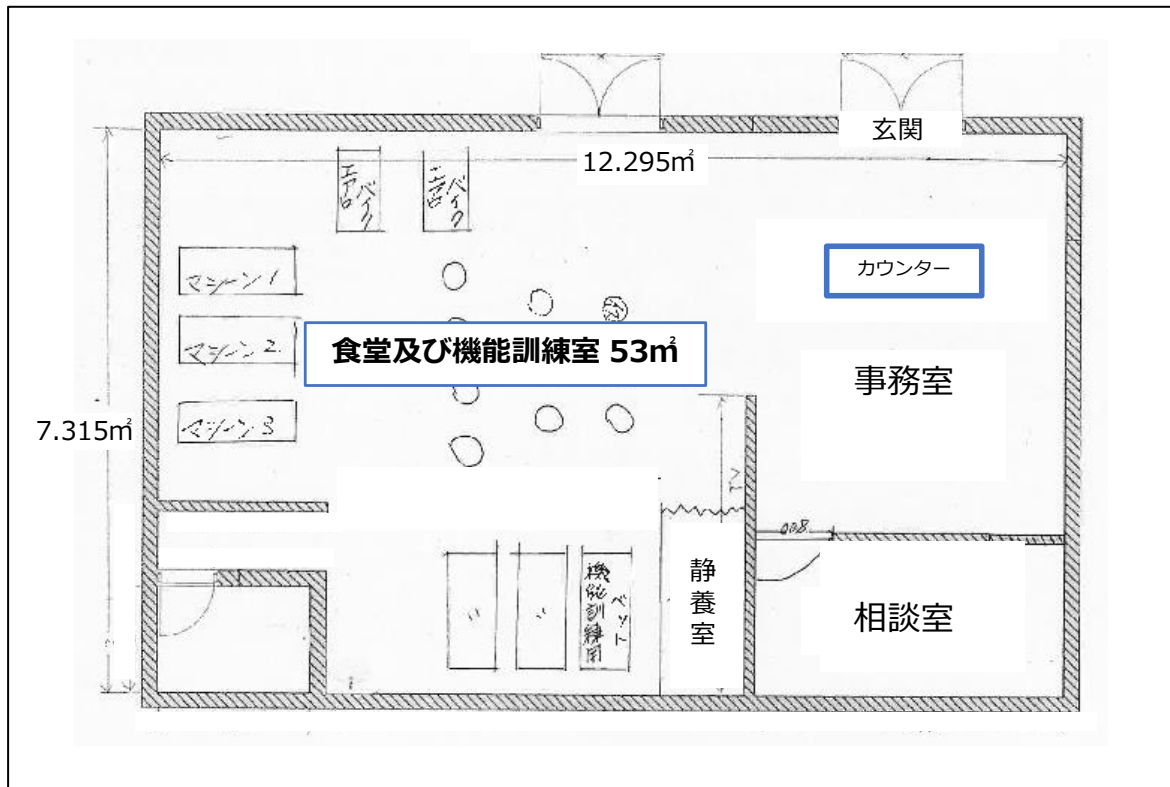 玄関
12.295㎡
エアロ
バイク
エアロ
バイク
カウンター
マシーン1
食堂及び機能訓練室 53㎡
マシーン2
事務室
7.315㎡
マシーン3
TV
800
静養室
機能訓練用
ベット
〃
〃
相談室